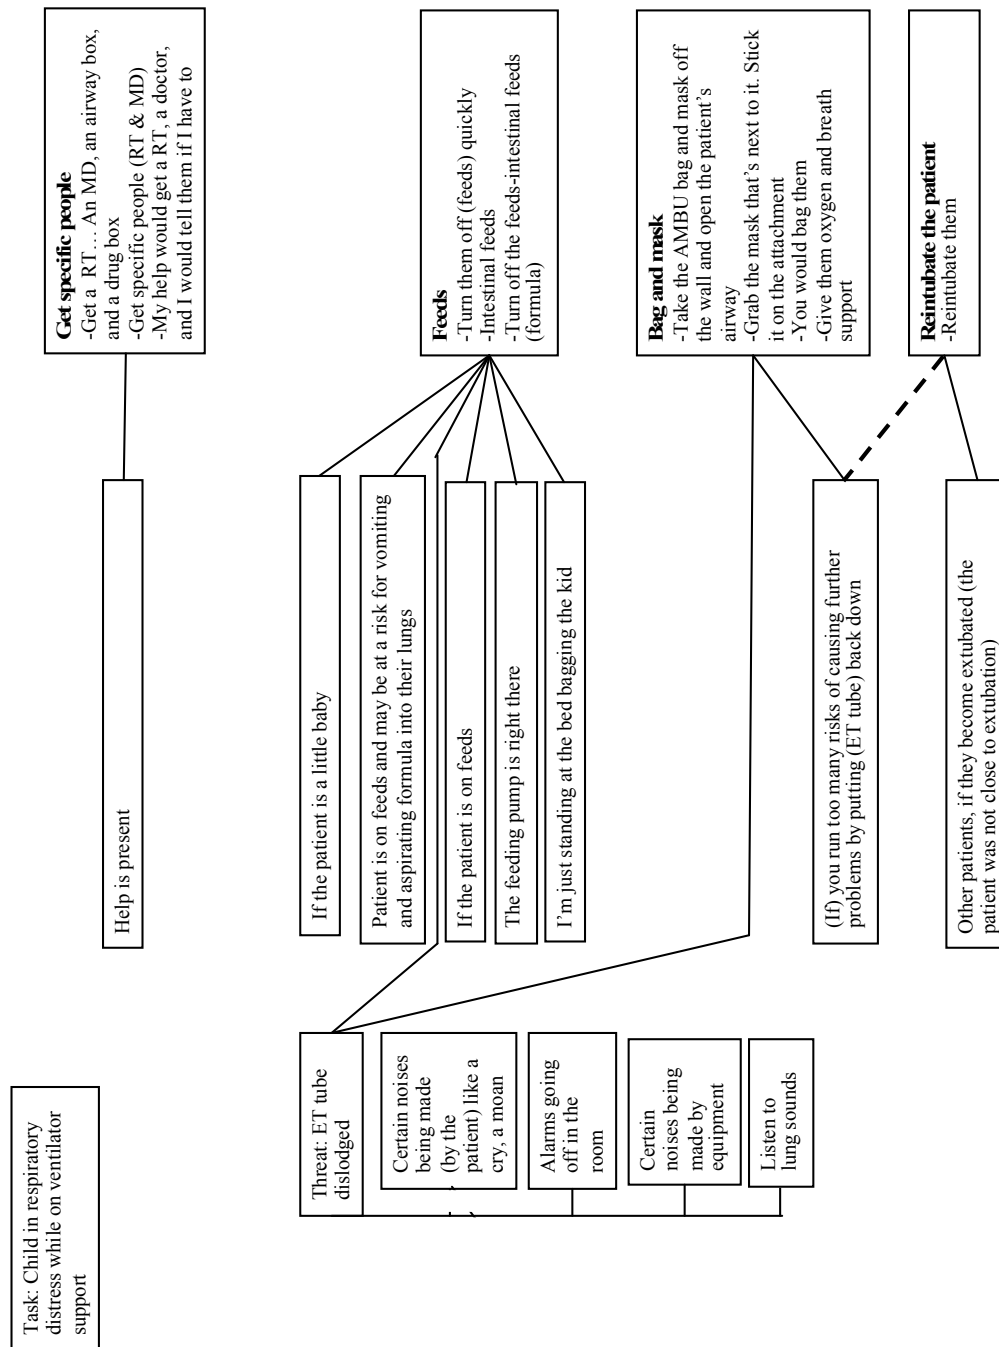 Task: Child in respiratory
distress while on ventilator
support
Threat: ET tube
dislodged
Certain noises
being made
(by the
patient) like a
cry, a moan
Alarms going
off in the
room
Certain
noises being
made by
equipment
Listen to
lung sounds
Help is present
If the patient is a little baby
Patient is on feeds and may be at a risk for vomiting
and aspirating formula into their lungs
If the patient is on feeds
The feeding pump is right there
I'm just standing at the bed bagging the kid
(If) you run too many risks of causing further
problems by putting (ET tube) back down
Other patients, if they become extubated (the
patient was not close to extubation)
Get specific people
-Get a RT… An MD, an airway box,
and a drug box
-Get specific people (RT & MD)
-My help would get a RT, a doctor,
and I would tell them if I have to
Feeds
-Turn them off (feeds) quickly
-Intestinal feeds
-Turn off the feeds-intestinal feeds
(formula)
Bag and mask
-Take the AMBU bag and mask off
the wall and open the patient's
airway
-Grab the mask that's next to it. Stick
it on the attachment
-You would bag them
-Give them oxygen and breath
support
Reintubate the patient
-Reintubate them